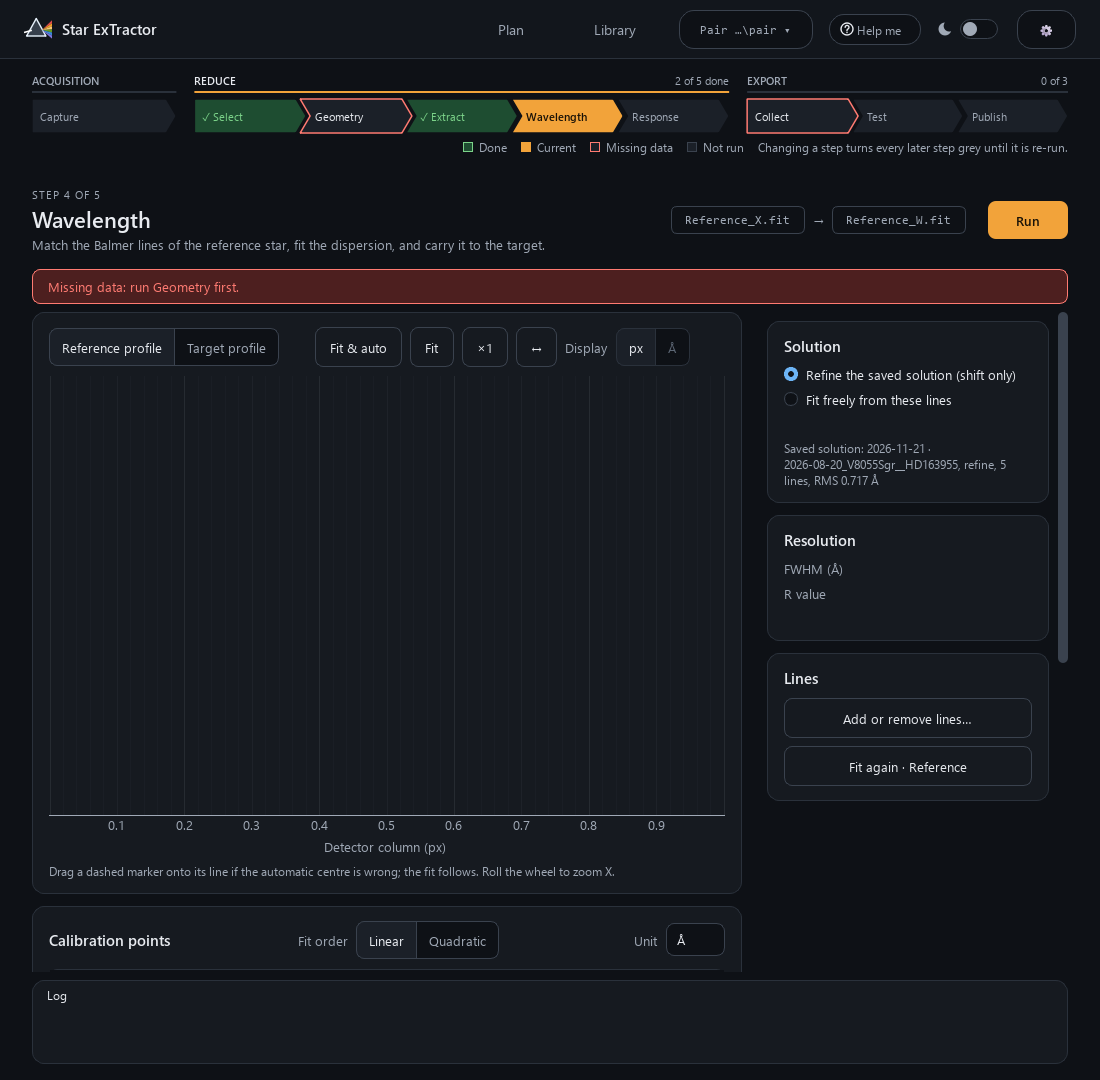 Star ExTractor
Plan
Library
Pair …\pair ▾
Help me
ACQUISITION
REDUCE
2 of 5 done
EXPORT
0 of 3
Capture
✓ Select
Geometry
✓ Extract
Wavelength
Response
Collect
Test
Publish
Done
Current
Missing data
Not run
Changing a step turns every later step grey until it is re-run.
STEP 4 OF 5
Wavelength
Match the Balmer lines of the reference star, fit the dispersion, and carry it to the target.
Reference_X.fit → Reference_W.fit
Run
Missing data: run Geometry first.
Reference profile
Target profile
Fit & auto
Fit
×1
↔
Display
px
Å
0.1 0.2 0.3 0.4 0.5 0.6 0.7 0.8 0.9
Detector column (px)
Drag a dashed marker onto its line if the automatic centre is wrong; the fit follows. Roll the wheel to zoom X.
Solution
Refine the saved solution (shift only)
Fit freely from these lines
Saved solution: 2026-11-21 ·
2026-08-20_V8055Sgr__HD163955, refine, 5
lines, RMS 0.717 Å
Resolution
FWHM (Å)
R value
Lines
Add or remove lines…
Fit again · Reference
Calibration points
Fit order
Linear
Quadratic
Unit
Å
Log